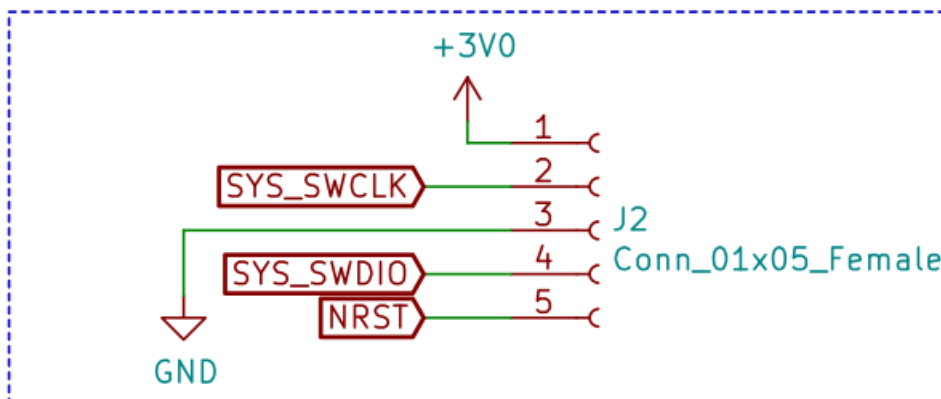 +3V0
1
SYS_SWCLK 2
3 J2
SYS_SWDIO 4 Conn_01x05_Female
NRST 5
GND